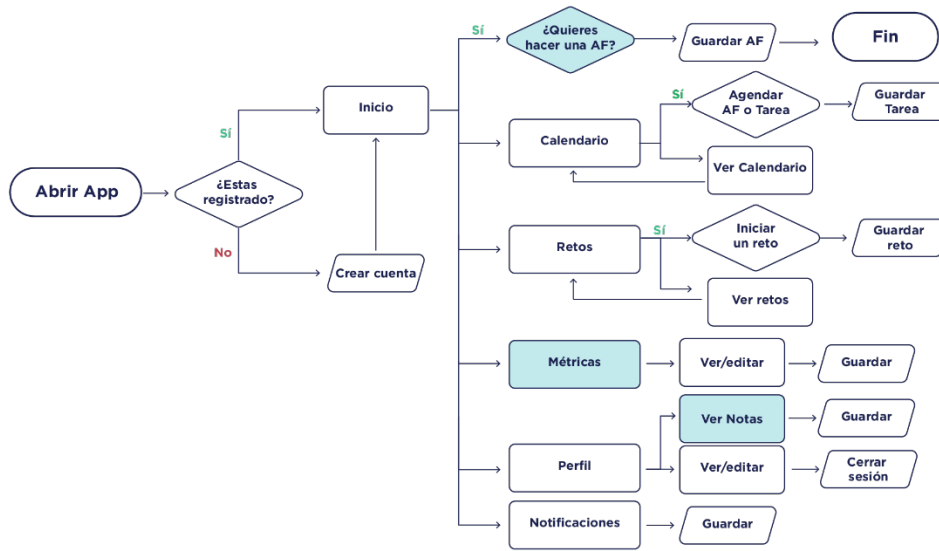 Sí
¿Quieres
hacer una AF?
Guardar AF
Fin
Inicio
Sí
Agendar
AF o Tarea
Guardar
Tarea
Sí
Calendario
Ver Calendario
Abrir App
¿Estas
registrado?
No
Crear cuenta
Retos
Sí
Iniciar
un reto
Guardar
reto
Ver retos
Métricas
Ver/editar
Guardar
Ver Notas
Guardar
Perfil
Ver/editar
Cerrar
sesión
Notificaciones
Guardar